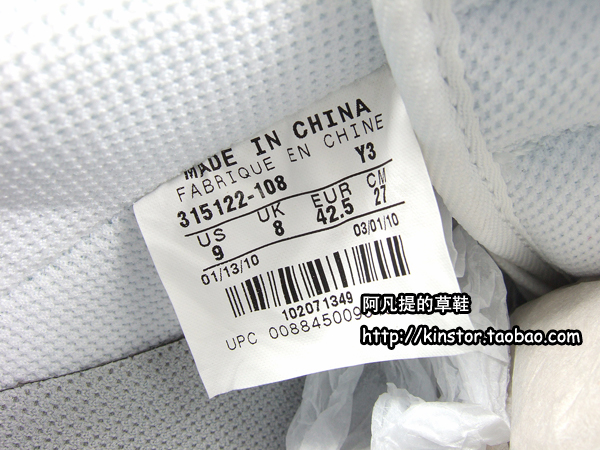 MADE IN CHINA
FABRIQUE EN CHINE
315122-108 Y3
US UK EUR CM
9 8 42.5 27
01/13/10 03/01/10
102071349
UPC
阿凡提的草鞋
http://kinstor.taobao.com